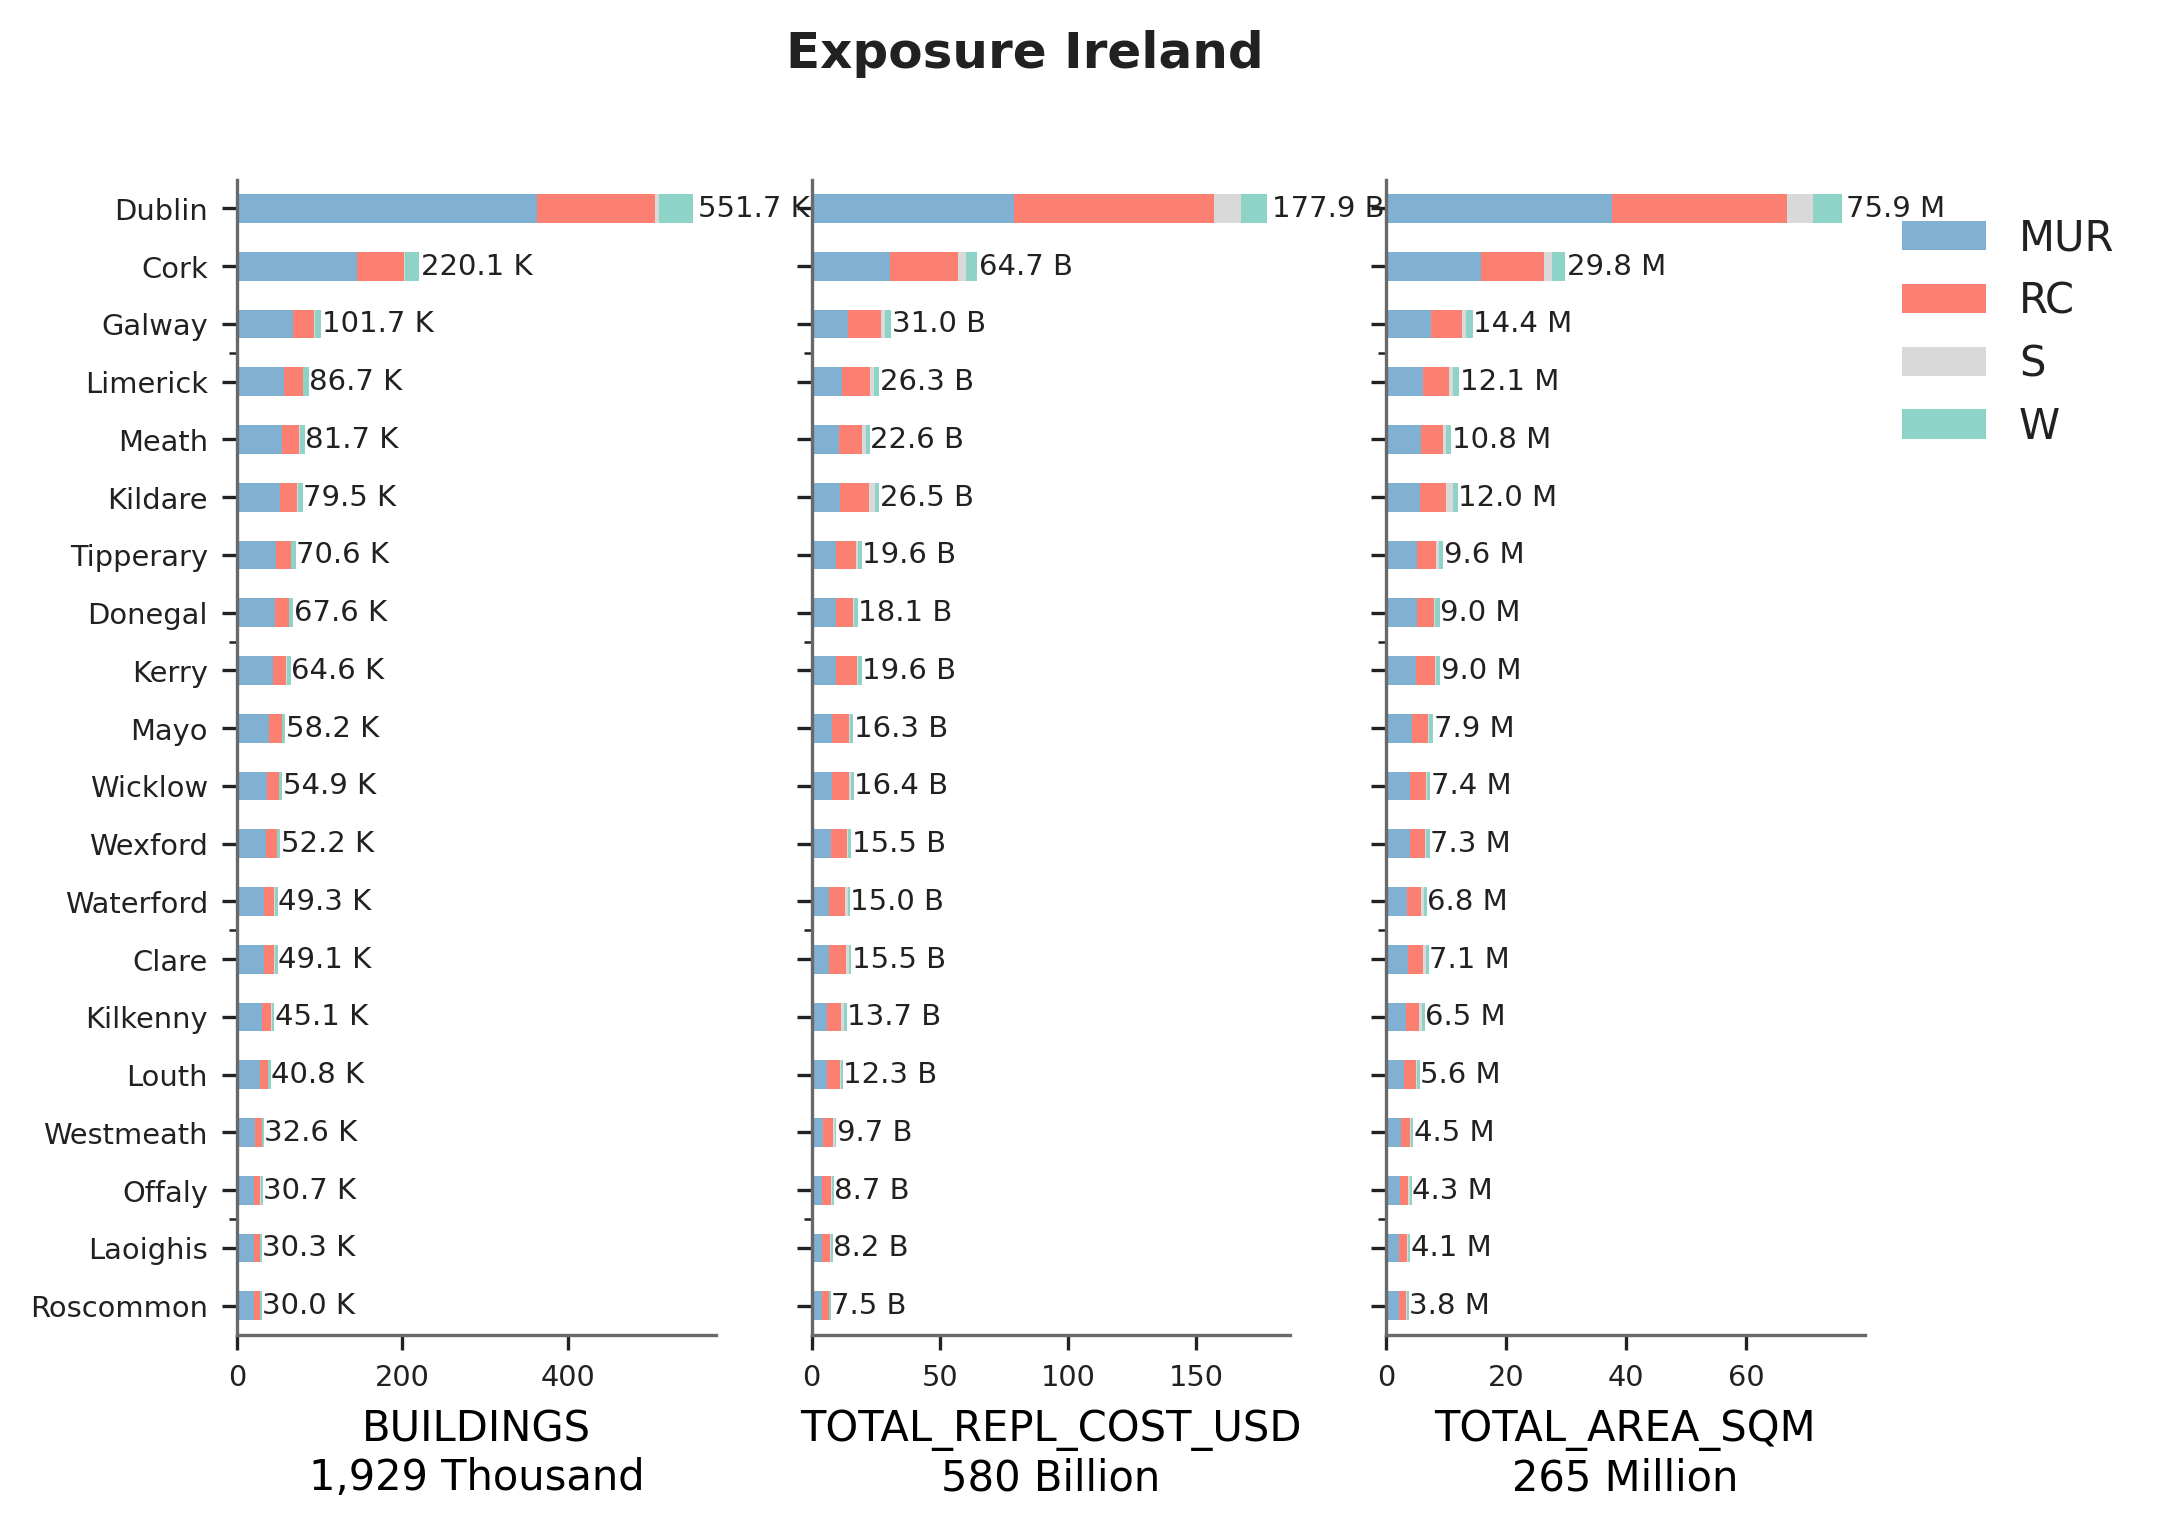 Exposure Ireland
Dublin 551.7 K 177.9 B 75.9 M
Cork 220.1 K 64.7 B 29.8 M
Galway 101.7 K 31.0 B 14.4 M
Limerick 86.7 K 26.3 B 12.1 M
Meath 81.7 K 22.6 B 10.8 M
Kildare 79.5 K 26.5 B 12.0 M
Tipperary 70.6 K 19.6 B 9.6 M
Donegal 67.6 K 18.1 B 9.0 M
Kerry 64.6 K 19.6 B 9.0 M
Mayo 58.2 K 16.3 B 7.9 M
Wicklow 54.9 K 16.4 B 7.4 M
Wexford 52.2 K 15.5 B 7.3 M
Waterford 49.3 K 15.0 B 6.8 M
Clare 49.1 K 15.5 B 7.1 M
Kilkenny 45.1 K 13.7 B 6.5 M
Louth 40.8 K 12.3 B 5.6 M
Westmeath 32.6 K 9.7 B 4.5 M
Offaly 30.7 K 8.7 B 4.3 M
Laoighis 30.3 K 8.2 B 4.1 M
Roscommon 30.0 K 7.5 B 3.8 M
0 200 400
BUILDINGS
1,929 Thousand
0 50 100 150
TOTAL_REPL_COST_USD
580 Billion
0 20 40 60
TOTAL_AREA_SQM
265 Million
MUR
RC
S
W